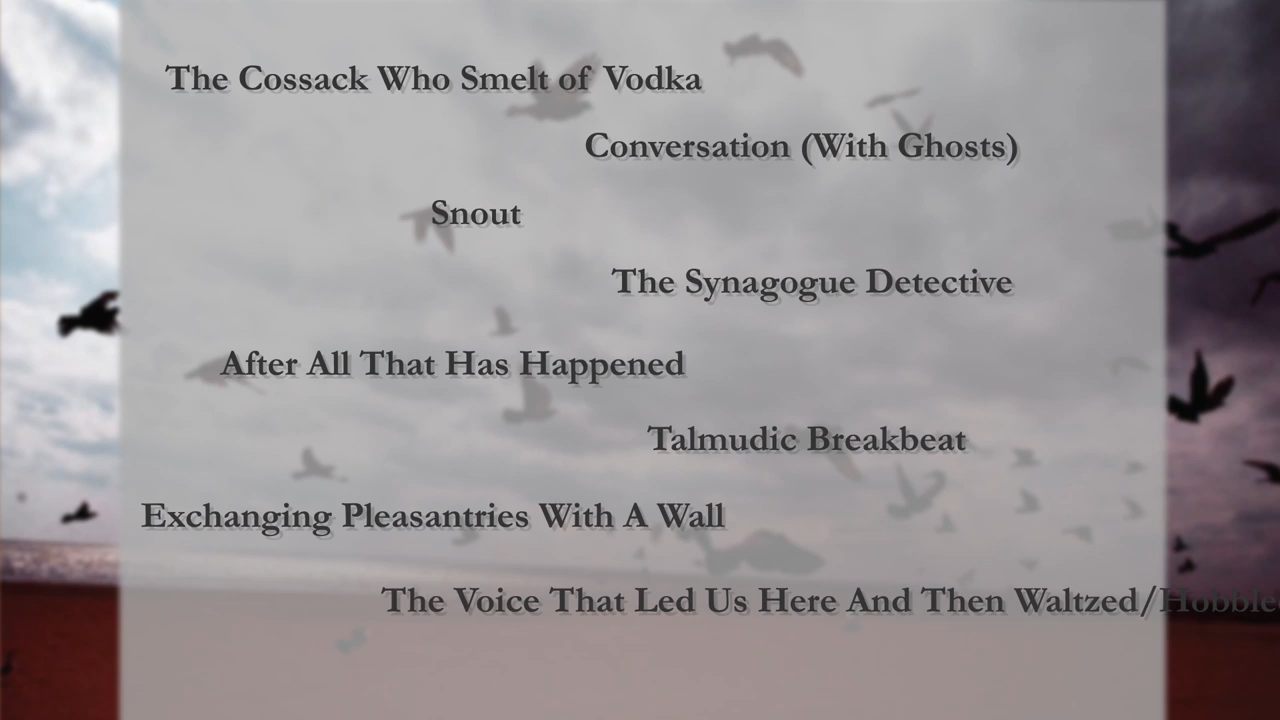 The Cossack Who Smelt of Vodka
Conversation (With Ghosts)
Snout
The Synagogue Detective
After All That Has Happened
Talmudic Breakbeat
Exchanging Pleasantries With A Wall
The Voice That Led Us Here And Then Waltzed/Hobble